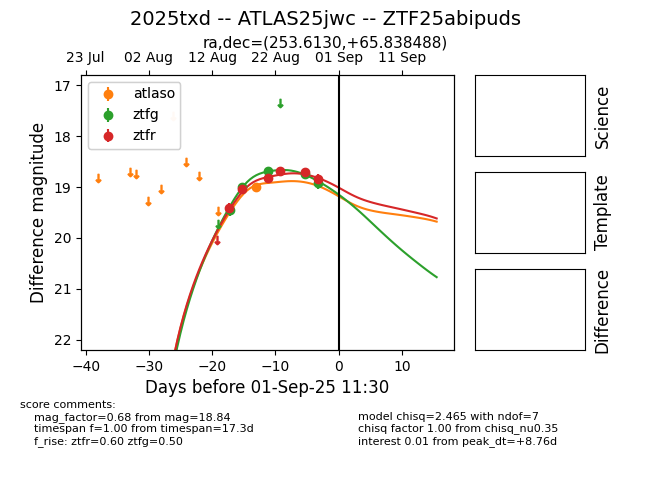 2025txd -- ATLAS25jwc -- ZTF25abipuds
ra,dec=(253.6130,+65.838488)
23 Jul 02 Aug 12 Aug 22 Aug 01 Sep 11 Sep
17
18
19
20
21
22
Difference magnitude
atlaso
ztfg
ztfr
−40 −30 −20 −10 0 10
Days before 01-Sep-25 11:30
Science
Template
Difference
score comments:
mag_factor=0.68 from mag=18.84
timespan f=1.00 from timespan=17.3d
f_rise: ztfr=0.60 ztfg=0.50
model chisq=2.465 with ndof=7
chisq factor 1.00 from chisq_nu0.35
interest 0.01 from peak_dt=+8.76d